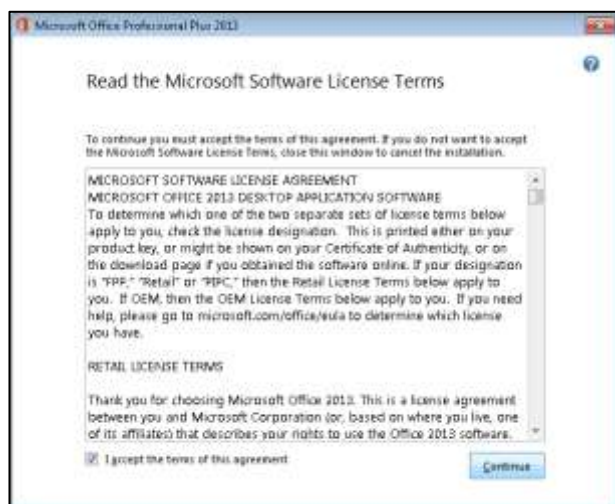 Microsoft Office Professional Plus 2013
Read the Microsoft Software License Terms
To continue you must accept the terms of this agreement. If you do not want to accept
the Microsoft Software License Terms, close this window to cancel the installation.
MICROSOFT SOFTWARE LICENSE AGREEMENT
MICROSOFT OFFICE 2013 DESKTOP APPLICATION SOFTWARE
To determine which one of the two separate sets of license terms below
apply to you, check the license designation. This is printed either on your
product key, or might be shown on your Certificate of Authenticity, or on
the download page if you obtained the software online. If your designation
is "FPP," "Retail" or "PIPC," then the Retail License Terms below apply to
you. If OEM, then the OEM License Terms below apply to you. If you need
help, please go to microsoft.com/office/eula to determine which license
you have.
RETAIL LICENSE TERMS
Thank you for choosing Microsoft Office 2013. This is a license agreement
between you and Microsoft Corporation (or, based on where you live, one
of its affiliates) that describes your rights to use the Office 2013 software.
I accept the terms of this agreement
Continue